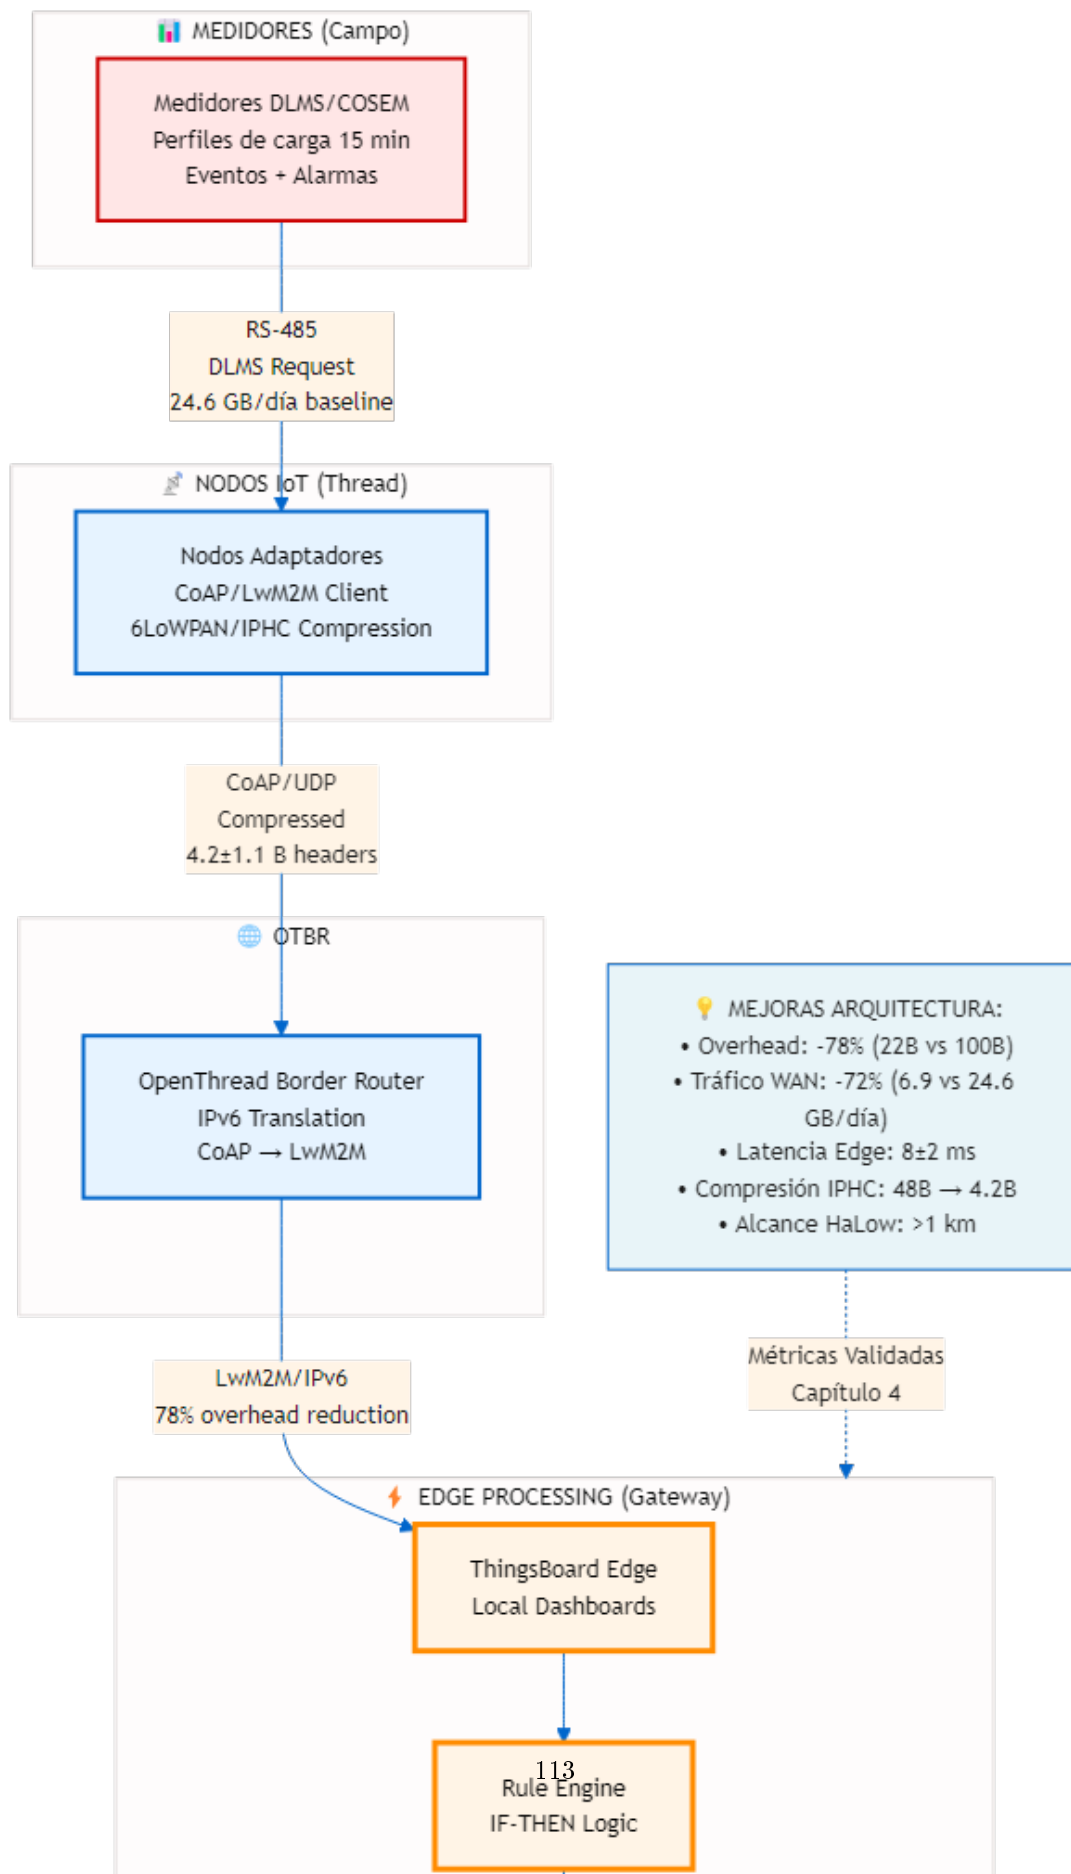 MEDIDORES (Campo)
Medidores DLMS/COSEM
Perfiles de carga 15 min
Eventos + Alarmas
RS-485
DLMS Request
24.6 GB/día baseline
NODOS IoT (Thread)
Nodos Adaptadores
CoAP/LwM2M Client
6LoWPAN/IPHC Compression
CoAP/UDP
Compressed
4.2±1.1 B headers
OTBR
OpenThread Border Router
IPv6 Translation
CoAP → LwM2M
MEJORAS ARQUITECTURA:
• Overhead: -78% (22B vs 100B)
• Tráfico WAN: -72% (6.9 vs 24.6
GB/día)
• Latencia Edge: 8±2 ms
• Compresión IPHC: 48B → 4.2B
• Alcance HaLow: >1 km
LwM2M/IPv6
78% overhead reduction
Métricas Validadas
Capítulo 4
EDGE PROCESSING (Gateway)
ThingsBoard Edge
Local Dashboards
113
Rule Engine
IF-THEN Logic